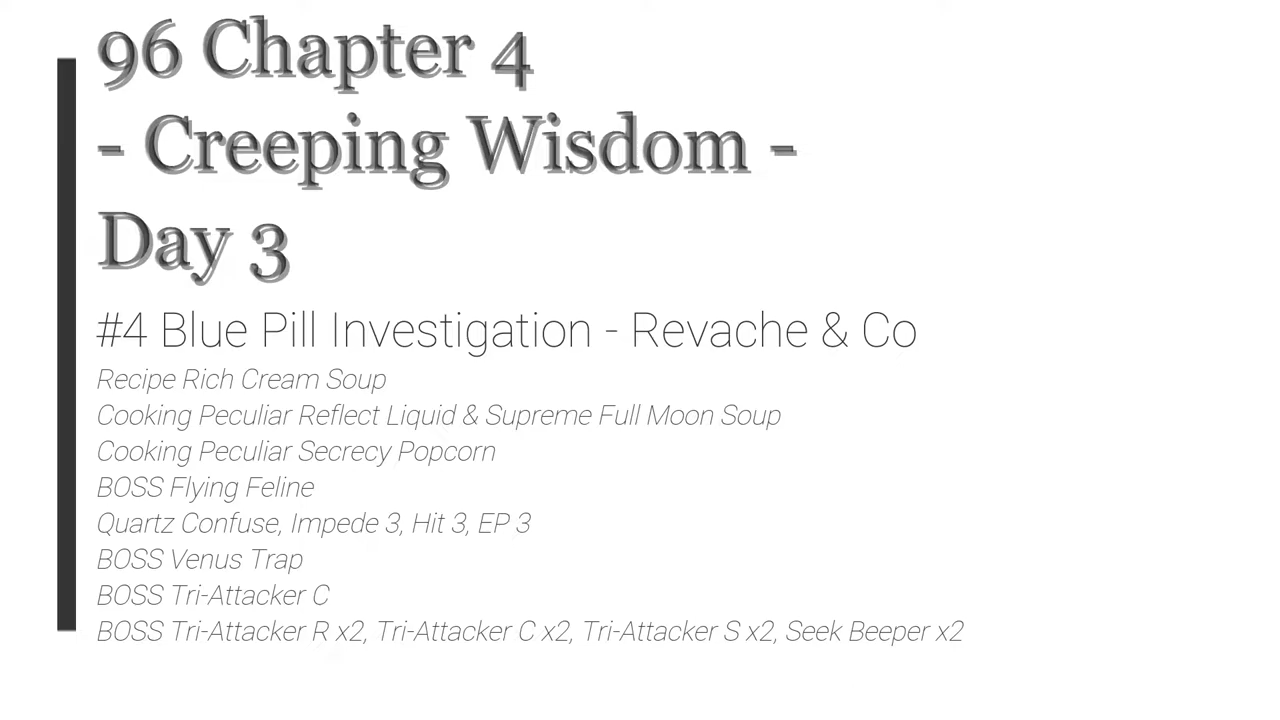 96 Chapter 4
- Creeping Wisdom -
Day 3
#4 Blue Pill Investigation - Revache & Co
Recipe Rich Cream Soup
Cooking Peculiar Reflect Liquid & Supreme Full Moon Soup
Cooking Peculiar Secrecy Popcorn
BOSS Flying Feline
Quartz Confuse, Impede 3, Hit 3, EP 3
BOSS Venus Trap
BOSS Tri-Attacker C
BOSS Tri-Attacker R x2, Tri-Attacker C x2, Tri-Attacker S x2, Seek Beeper x2